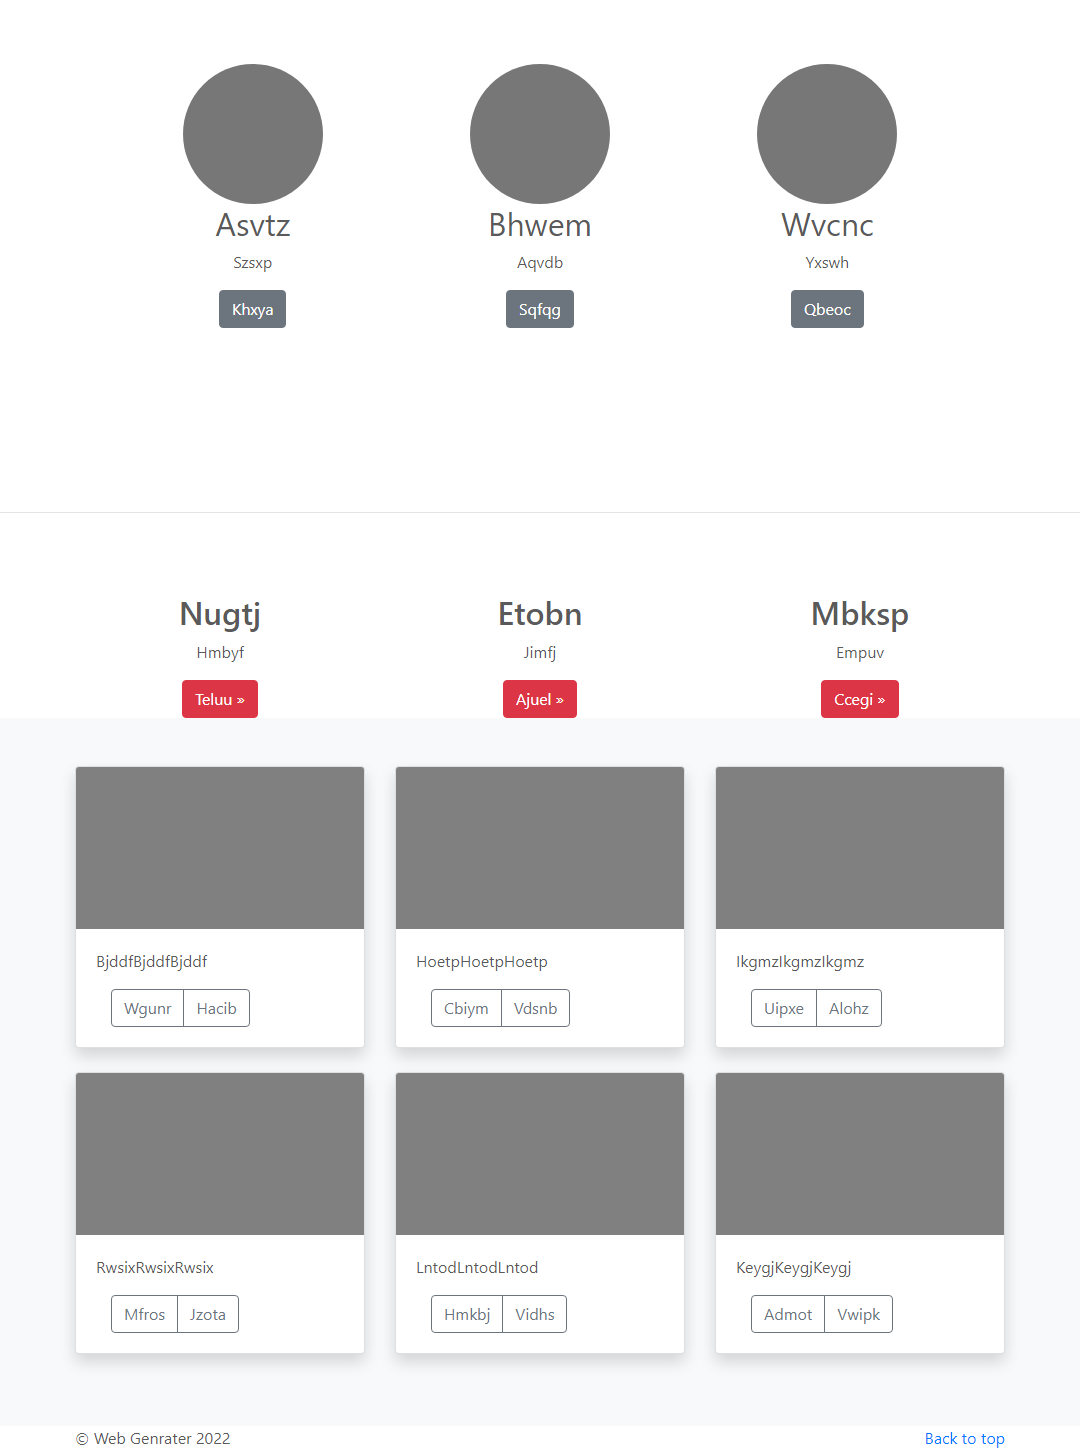 Asvtz
Szsxp
Khxya
Bhwem
Aqvdb
Sqfqg
Wvcnc
Yxswh
Qbeoc
Nugtj
Hmbyf
Teluu »
Etobn
Jimfj
Ajuel »
Mbksp
Empuv
Ccegi »
BjddfBjddfBjddf
Wgunr Hacib
HoetpHoetpHoetp
Cbiym Vdsnb
IkgmzIkgmzIkgmz
Uipxe Alohz
RwsixRwsixRwsix
Mfros Jzota
LntodLntodLntod
Hmkbj Vidhs
KeygjKeygjKeygj
Admot Vwipk
© Web Genrater 2022
Back to top